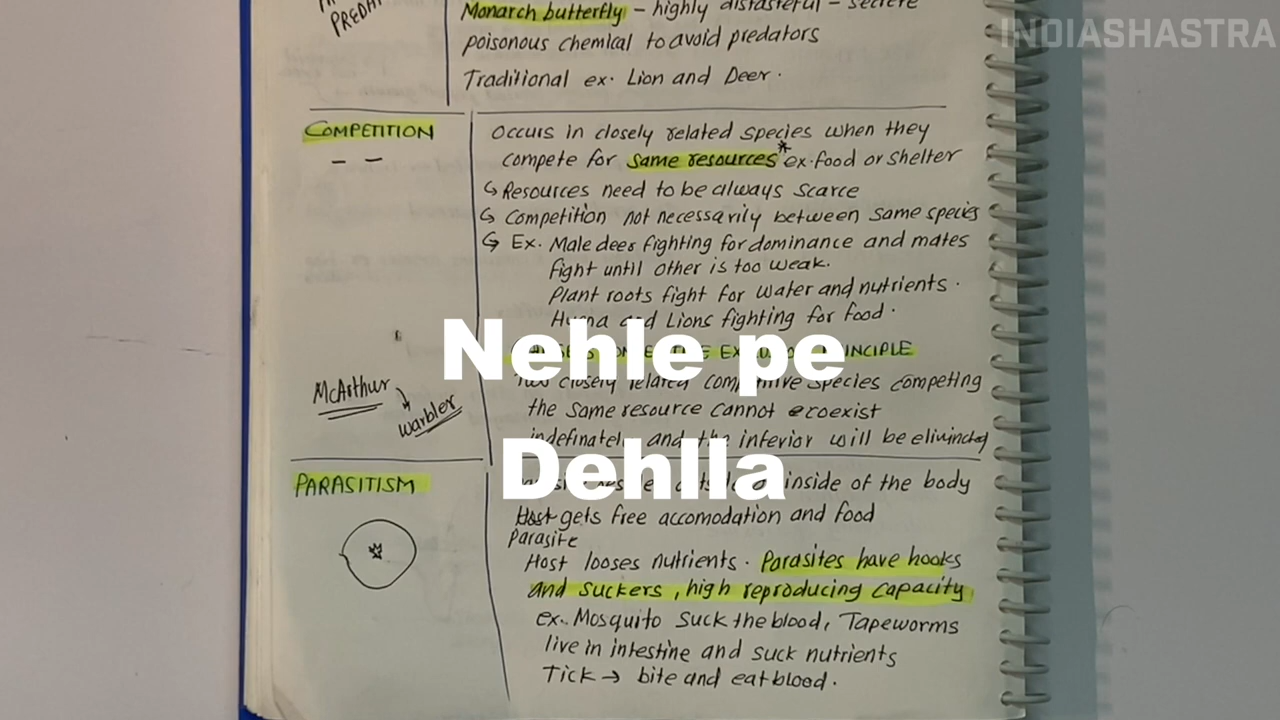 PREDA
Monarch butterfly - highly distasteful - secrete
INDIASHASTRA
poisonous chemical to avoid predators
Traditional ex. Lion and Deer.
COMPETITION
- -
Occurs in closely related species when they
compete for same resources* ex. food or shelter
↳ Resources need to be always scarce
↳ Competition not necessarily between same species
↳ Ex. Male deer fighting for dominance and mates
fight until other is too weak.
Plant roots fight for water and nutrients.
and Lions fighting for food.
Nehle pe
closely related species competing
the same resource cannot coexist
McArthur
warbler
and the inferior will be
Dehlla
PARASITISM
inside of the body
Host gets free accomodation and food
Parasite
Host looses nutrients. Parasites have hooks
and suckers, high reproducing capacity
ex. Mosquito suck the blood, Tapeworms
live in intestine and suck nutrients
Tick → bite and eat blood.